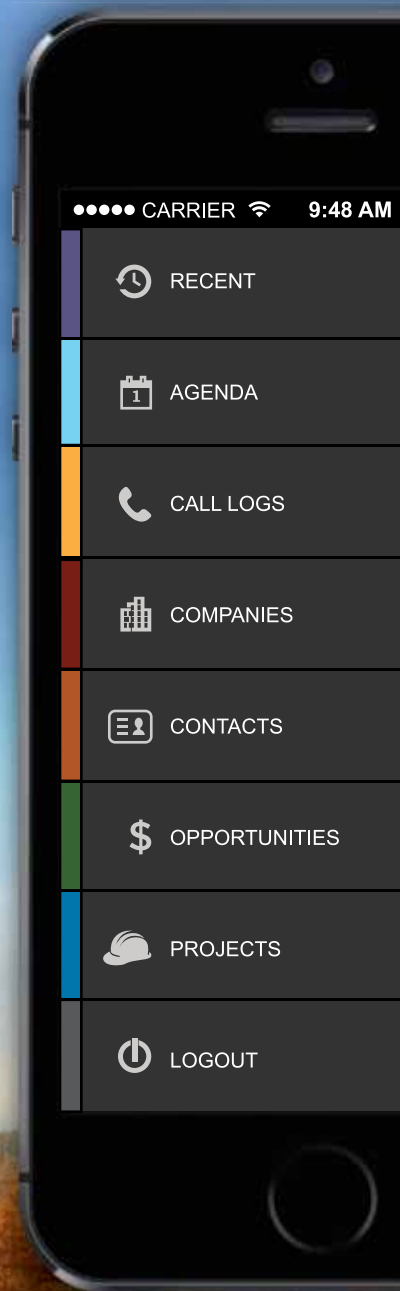 ●●●●● CARRIER 9:48 AM
RECENT
1 AGENDA
CALL LOGS
COMPANIES
CONTACTS
$ OPPORTUNITIES
PROJECTS
LOGOUT